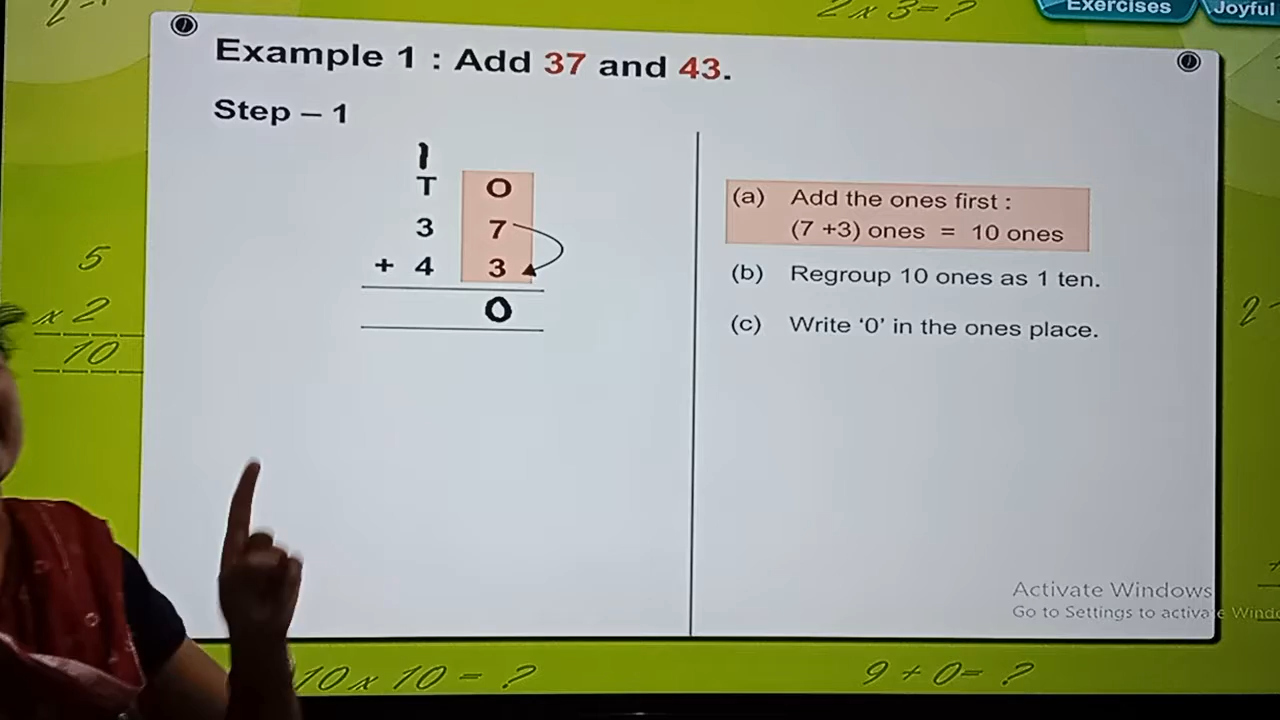 2 x 3 = ?
Exercises
Joyful
Example 1 : Add 37 and 43.
Step – 1
1
T O
3 7
+ 4 3
0
(a) Add the ones first :
(7 +3) ones = 10 ones
(b) Regroup 10 ones as 1 ten.
(c) Write ‘0’ in the ones place.
5
x 2
10
Activate Windows
Go to Settings to activate Windo
10 x 10 = ?
9 + 0 = ?